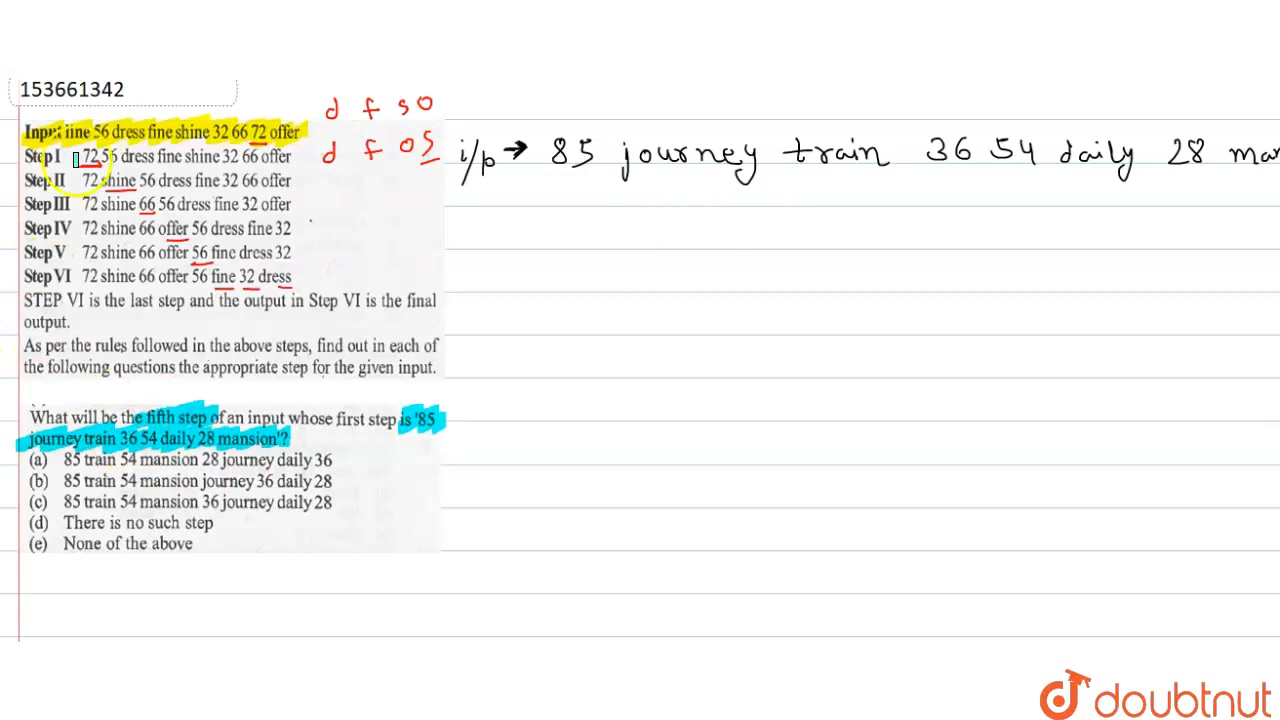 153661342
d f s o
Input iine 56 dress fine shine 32 66 72 offer
d f o s
i/p → 85 journey train 36 54 daily 28 man
Step I 72 56 dress fine shine 32 66 offer
Step II 72 shine 56 dress fine 32 66 offer
Step III 72 shine 66 56 dress fine 32 offer
Step IV 72 shine 66 offer 56 dress fine 32
Step V 72 shine 66 offer 56 fine dress 32
Step VI 72 shine 66 offer 56 fine 32 dress
STEP VI is the last step and the output in Step VI is the final
output.
As per the rules followed in the above steps, find out in each of
the following questions the appropriate step for the given input.
What will be the fifth step of an input whose first step is '85
journey train 36 54 daily 28 mansion'?
(a) 85 train 54 mansion 28 journey daily 36
(b) 85 train 54 mansion journey 36 daily 28
(c) 85 train 54 mansion 36 journey daily 28
(d) There is no such step
(e) None of the above
doubtnut